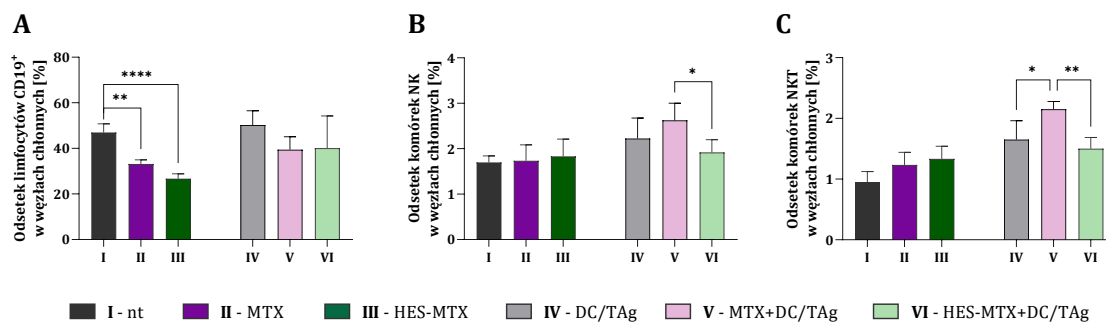 A
Odsetek limfocytów CD19⁺
w węzłach chłonnych [%]
80
60
40
20
0
****
**
I II III IV V VI
B
Odsetek komórek NK
w węzłach chłonnych [%]
4
3
2
1
0
*
I II III IV V VI
C
Odsetek komórek NKT
w węzłach chłonnych [%]
3
2
1
0
* **
I II III IV V VI
I - nt II - MTX III - HES-MTX IV - DC/TAg V - MTX+DC/TAg VI - HES-MTX+DC/TAg